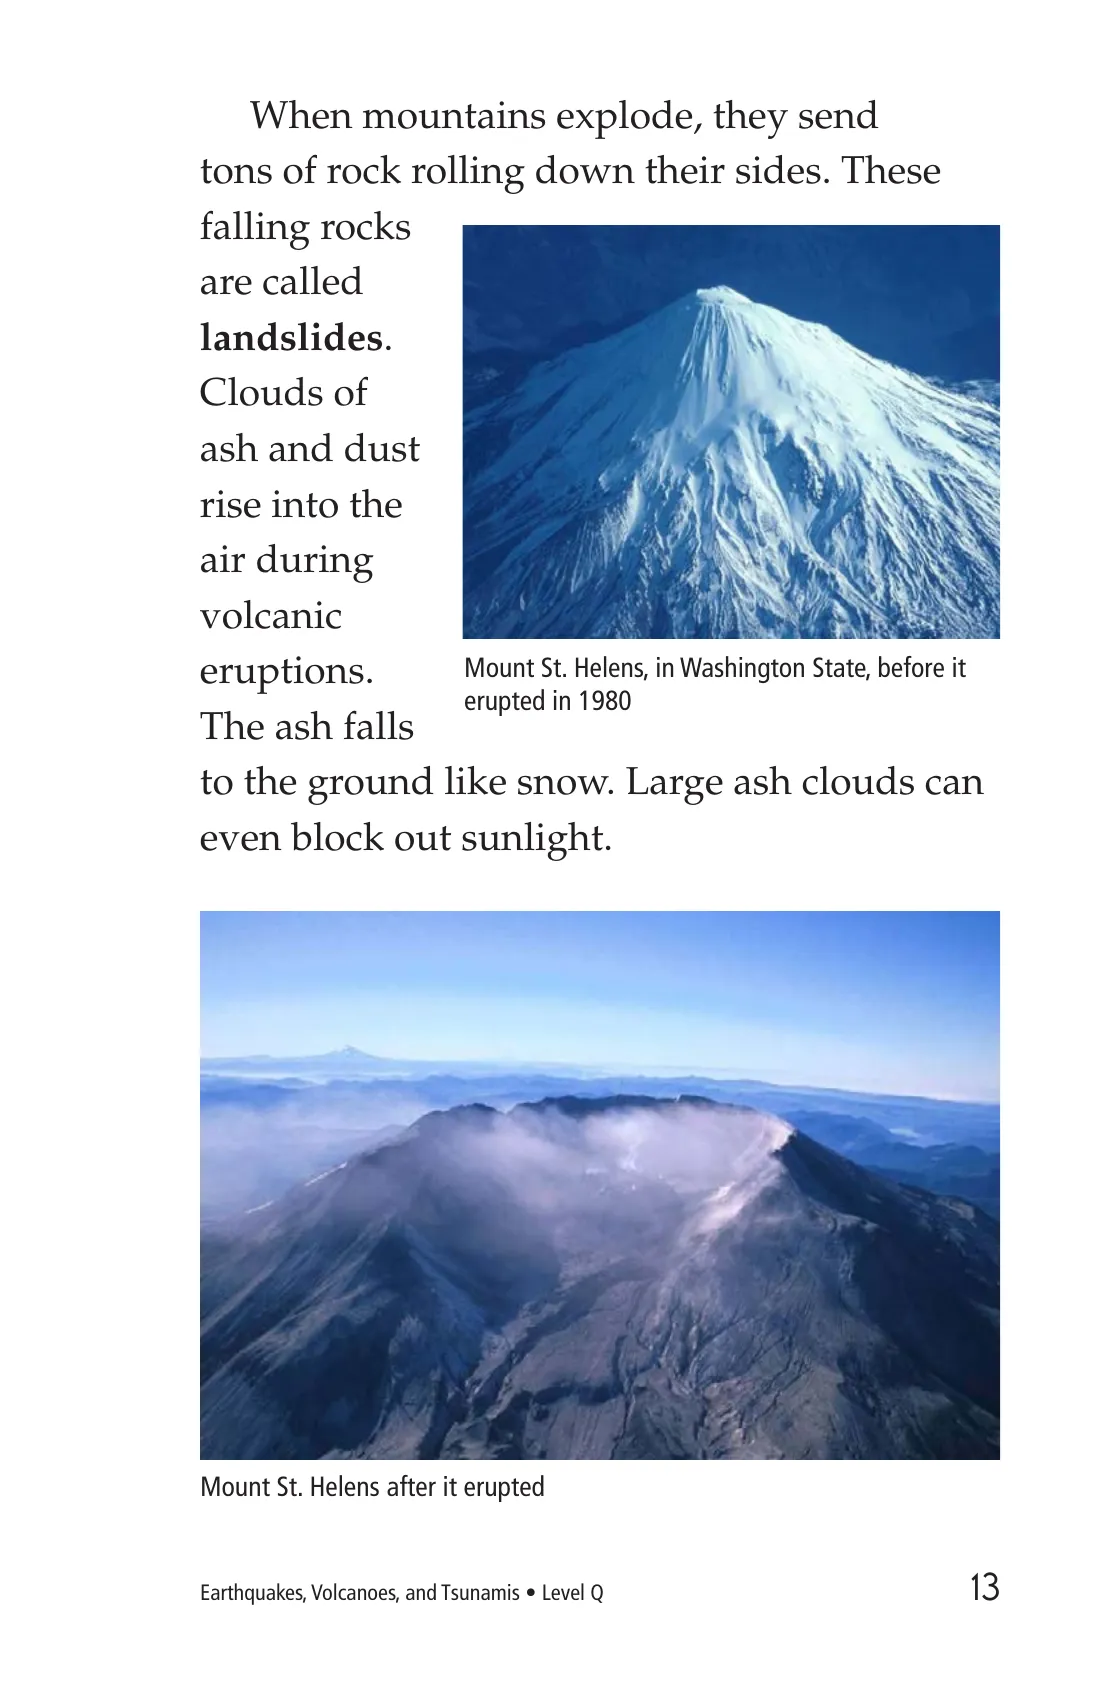 When mountains explode, they send
tons of rock rolling down their sides. These
falling rocks
are called
landslides.
Clouds of
ash and dust
rise into the
air during
volcanic
eruptions.
The ash falls
to the ground like snow. Large ash clouds can
even block out sunlight.
Mount St. Helens, in Washington State, before it
erupted in 1980
Mount St. Helens after it erupted
Earthquakes, Volcanoes, and Tsunamis • Level Q
13